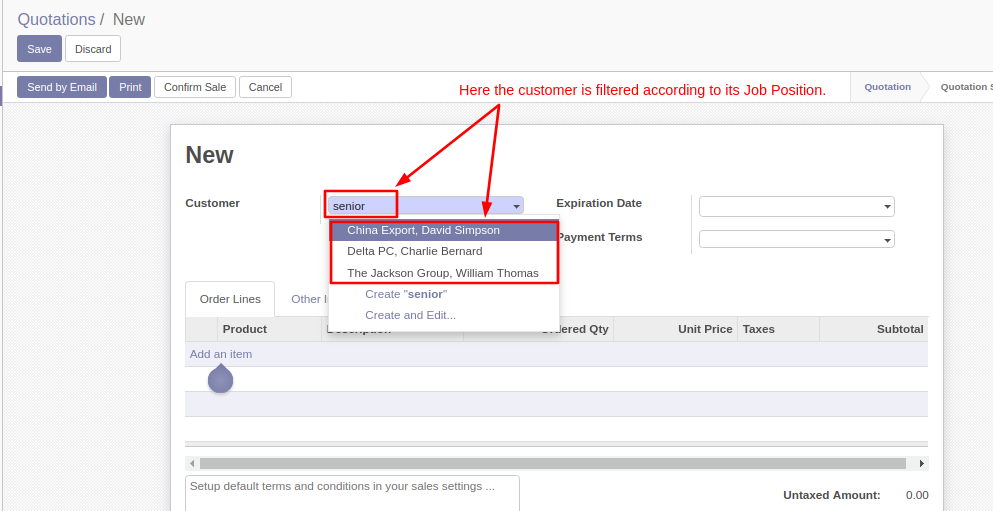 Quotations / New
Save Discard
Send by Email Print Confirm Sale Cancel
Here the customer is filtered according to its Job Position.
Quotation Quotation S
New
Customer senior
Expiration Date
Payment Terms
China Export, David Simpson
Delta PC, Charlie Bernard
The Jackson Group, William Thomas
Create "senior"
Create and Edit...
Order Lines Other
Product Description Ordered Qty Unit Price Taxes Subtotal
Add an item
Setup default terms and conditions in your sales settings ...
Untaxed Amount: 0.00